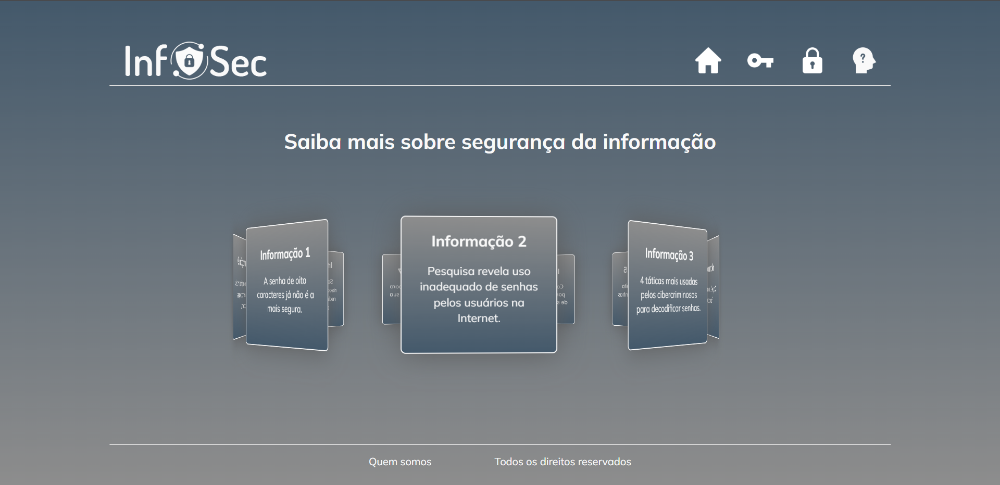 InfoSec
Saiba mais sobre segurança da informação
Informação 1
A senha de oito
caracteres já não é a
mais segura.
Informação 2
Pesquisa revela uso
inadequado de senhas
pelos usuários na
Internet.
Informação 3
4 táticas mais usadas
pelos cibercriminosos
para decodificar senhas.
Quem somos
Todos os direitos reservados